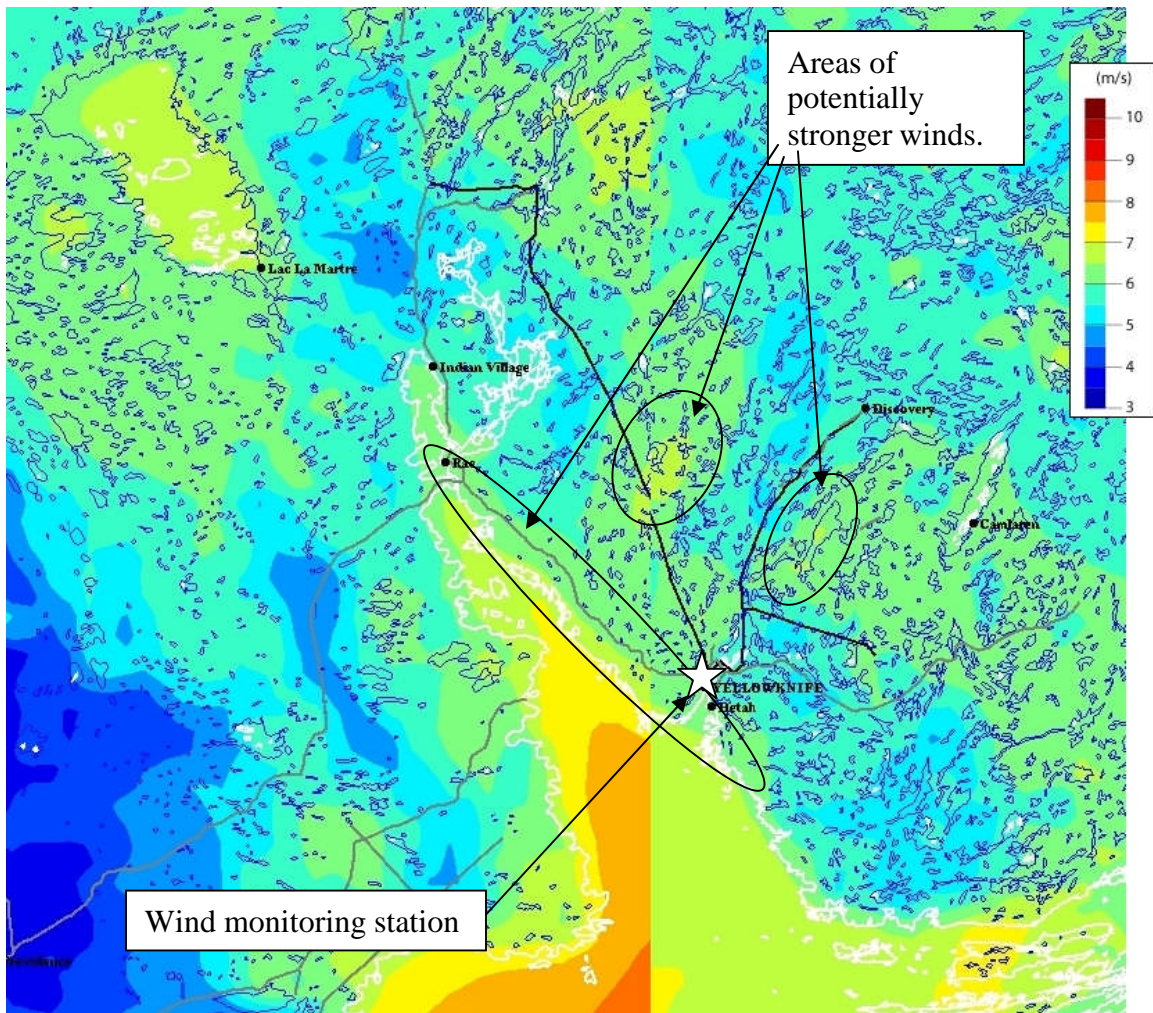 Areas of
potentially
stronger winds.
(m/s)
10
9
8
7
6
5
4
3
Lac La Martre
Indian Village
Discovery
Rae
Camlaren
YELLOWKNIFE
Detah
Wind monitoring station